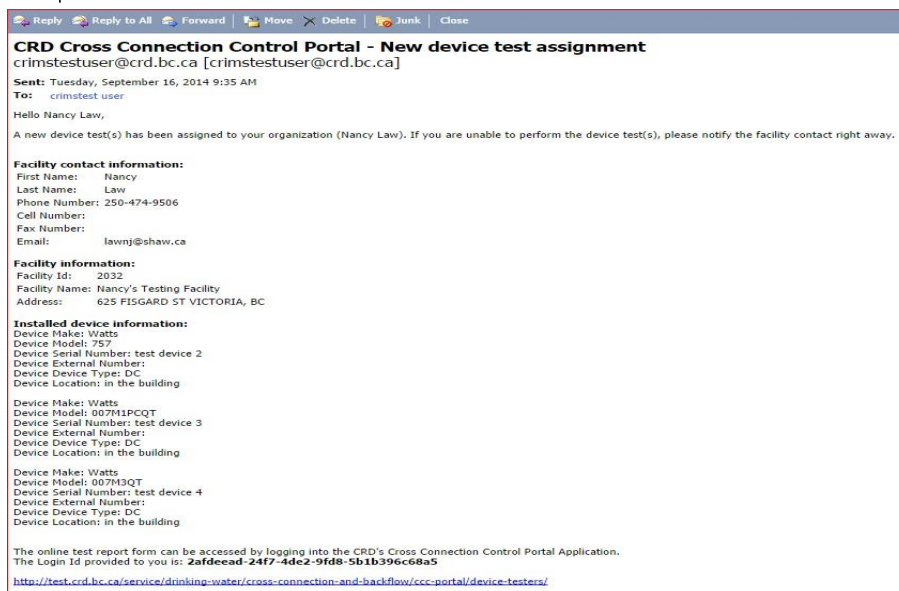 Reply Reply to All Forward Move Delete Junk Close
CRD Cross Connection Control Portal - New device test assignment
crimstestuser@crd.bc.ca [crimstestuser@crd.bc.ca]
Sent: Tuesday, September 16, 2014 9:35 AM
To: crimstest user
Hello Nancy Law,
A new device test(s) has been assigned to your organization (Nancy Law). If you are unable to perform the device test(s), please notify the facility contact right away.
Facility contact information:
First Name: Nancy
Last Name: Law
Phone Number: 250-474-9506
Cell Number:
Fax Number:
Email: lawnj@shaw.ca
Facility information:
Facility Id: 2032
Facility Name: Nancy's Testing Facility
Address: 625 FISGARD ST VICTORIA, BC
Installed device information:
Device Make: Watts
Device Model: 757
Device Serial Number: test device 2
Device External Number:
Device Device Type: DC
Device Location: in the building
Device Make: Watts
Device Model: 007M1PCQT
Device Serial Number: test device 3
Device External Number:
Device Device Type: DC
Device Location: in the building
Device Make: Watts
Device Model: 007M3QT
Device Serial Number: test device 4
Device External Number:
Device Device Type: DC
Device Location: in the building
The online test report form can be accessed by logging into the CRD's Cross Connection Control Portal Application.
The Login Id provided to you is: 2afdeead-24f7-4de2-9fd8-5b1b396c68a5
http://test.crd.bc.ca/service/drinking-water/cross-connection-and-backflow/ccc-portal/device-testers/